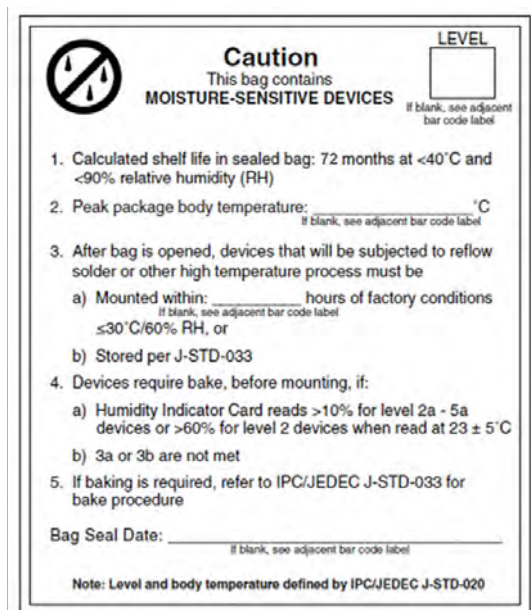 LEVEL
Caution
This bag contains
MOISTURE-SENSITIVE DEVICES
If blank, see adjacent
bar code label
1. Calculated shelf life in sealed bag: 72 months at <40˚C and
<90% relative humidity (RH)
2. Peak package body temperature: ____________ ˚C
If blank, see adjacent bar code label
3. After bag is opened, devices that will be subjected to reflow
solder or other high temperature process must be
a) Mounted within: ________ hours of factory conditions
If blank, see adjacent bar code label
≤30˚C/60% RH, or
b) Stored per J-STD-033
4. Devices require bake, before mounting, if:
a) Humidity Indicator Card reads >10% for level 2a - 5a
devices or >60% for level 2 devices when read at 23 ± 5˚C
b) 3a or 3b are not met
5. If baking is required, refer to IPC/JEDEC J-STD-033 for
bake procedure
Bag Seal Date: ____________________
If blank, see adjacent bar code label
Note: Level and body temperature defined by IPC/JEDEC J-STD-020